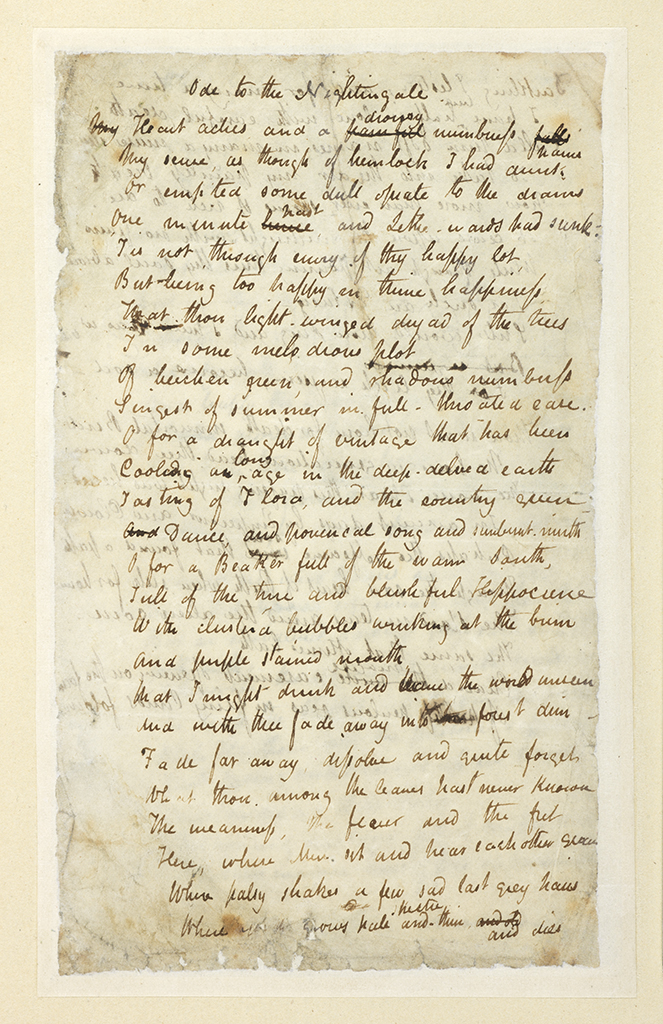 Ode to the Nightingale
My Heart aches and a drowsy painful numbness falls
My sense, as though of hemlock I had drunk. pains
Or emptied some dull opiate to the drains
One minute hence past, and Lethe-wards had sunk-
'Tis not through envy of thy happy lot,
But being too happy in thine happiness
That thou light-winged dryad of the trees
In some melodious plot
Of beechen green, and shadows numberless
Singest of summer in full-throated ease.
O for a draught of vintage that has been
Cooling an long age in the deep-delved earth
Tasting of Flora, and the country green
And Dance, and provencal song and sunburnt mirth
O for a Beaker full of the warm South,
Full of the true and blushful Hippocrene
With cluster'd bubbles winking at the brim
And purple stained mouth
That I might drink and leave the world unseen
And with thee fade away into the forest dim-
Fade far away, dissolve and quite forget
What thou among the leaves hast never known
The weariness, the fever and the fret
Here, where Men sit and hear each other groan
Where palsy shakes a few sad last grey hairs
Where grows pale spectre and thin and old and dies